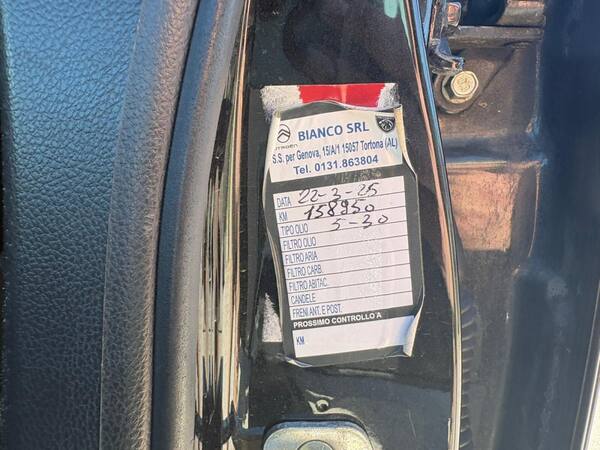 BIANCO SRL
CITROËN
S.S. per Genova, 15/A/1 15057 Tortona (AL)
Tel. 0131.863804
DATA 22-3-25
KM 158950
TIPO OLIO 5-30
FILTRO OLIO
FILTRO ARIA
FILTRO CARB.
FILTRO ABITAC.
CANDELE
FRENI ANT. E POST.
PROSSIMO CONTROLLO A
KM